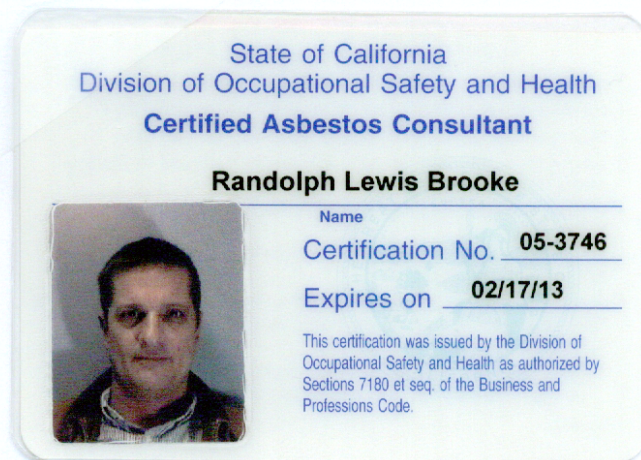 State of California
Division of Occupational Safety and Health
Certified Asbestos Consultant
Randolph Lewis Brooke
Name
Certification No. 05-3746
Expires on 02/17/13
This certification was issued by the Division of
Occupational Safety and Health as authorized by
Sections 7180 et seq. of the Business and
Professions Code.